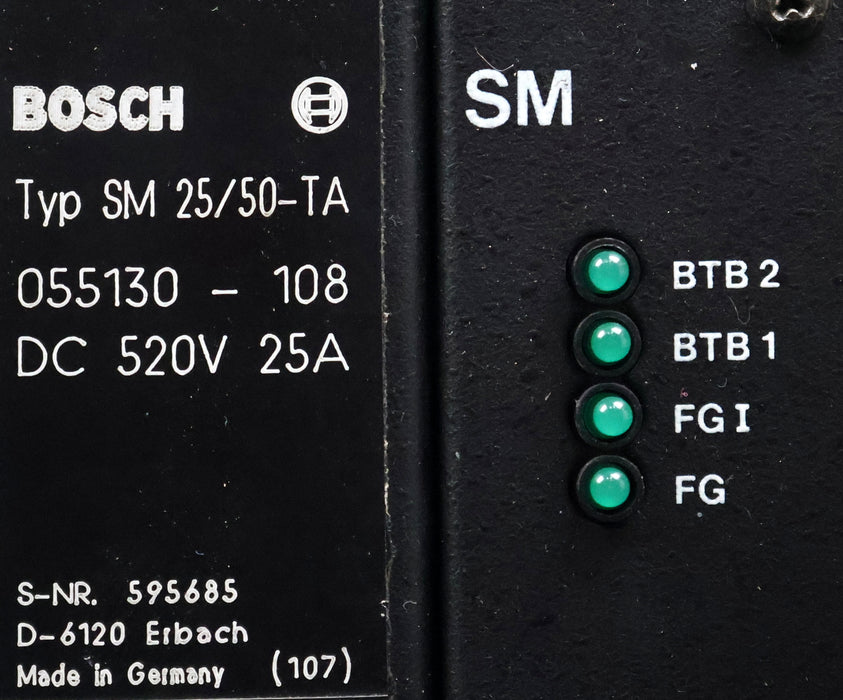 BOSCH
Typ SM 25/50-TA
055130 - 108
DC 520V 25A
S-NR. 595685
D-6120 Erbach
Made in Germany (107)
SM
BTB 2
BTB 1
FG I
FG